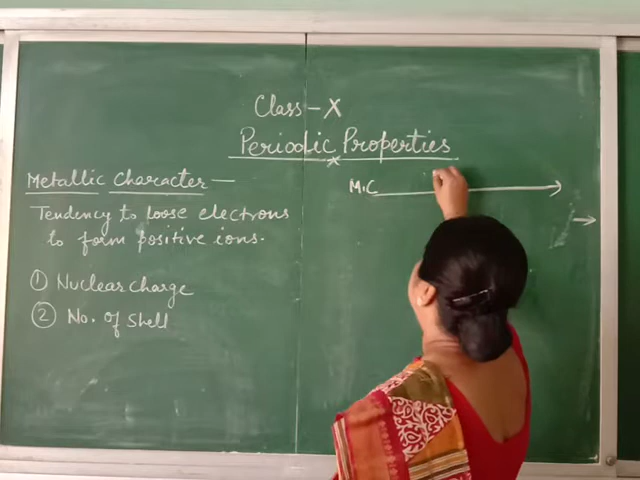 Class - X
Periodic Properties
Metallic Character -
Tendency to loose electrons
to form positive ions.
① Nuclear charge
② No. of Shell
M.C